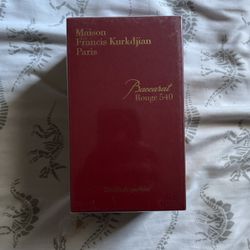 Maison
Francis Kurkdjian
Paris
Baccarat
Rouge 540